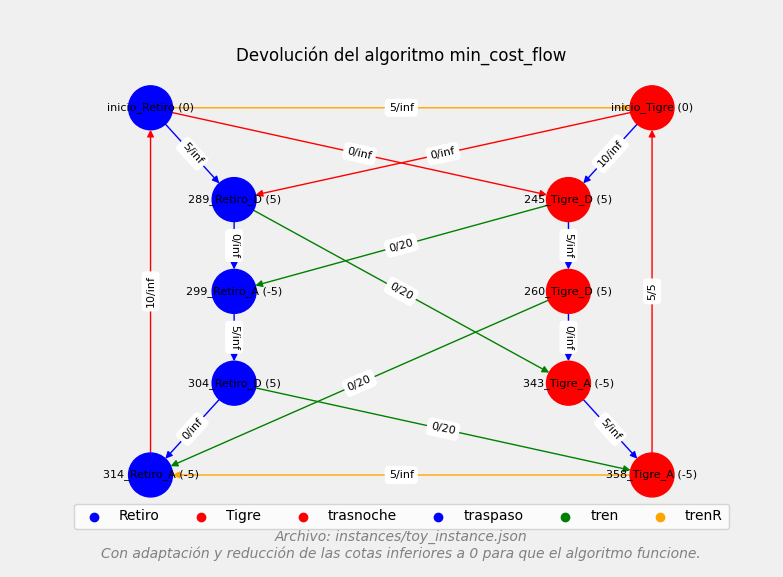 Devolución del algoritmo min_cost_flow
inicio_Retiro (0)
5/inf
inicio_Tigre (0)
5/inf
0/inf
0/inf
10/inf
289_Retiro_D (5)
245_Tigre_D (5)
0/inf
0/20
5/inf
299_Retiro_A (-5)
0/20
260_Tigre_D (5)
10/inf
5/5
5/inf
0/inf
304_Retiro_D (5)
0/20
343_Tigre_A (-5)
0/inf
0/20
5/inf
314_Retiro_A (-5)
5/inf
358_Tigre_A (-5)
Retiro Tigre trasnoche traspaso tren trenR
Archivo: instances/toy_instance.json
Con adaptación y reducción de las cotas inferiores a 0 para que el algoritmo funcione.